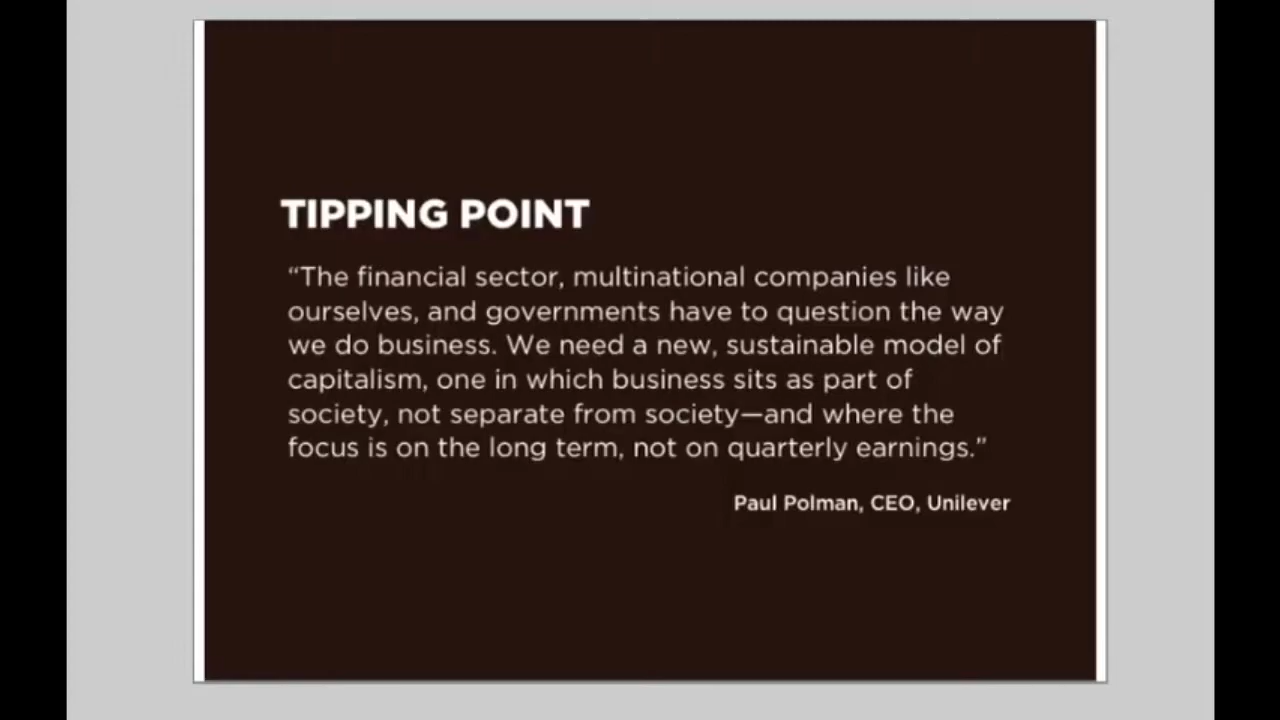 TIPPING POINT
“The financial sector, multinational companies like
ourselves, and governments have to question the way
we do business. We need a new, sustainable model of
capitalism, one in which business sits as part of
society, not separate from society—and where the
focus is on the long term, not on quarterly earnings.”
Paul Polman, CEO, Unilever